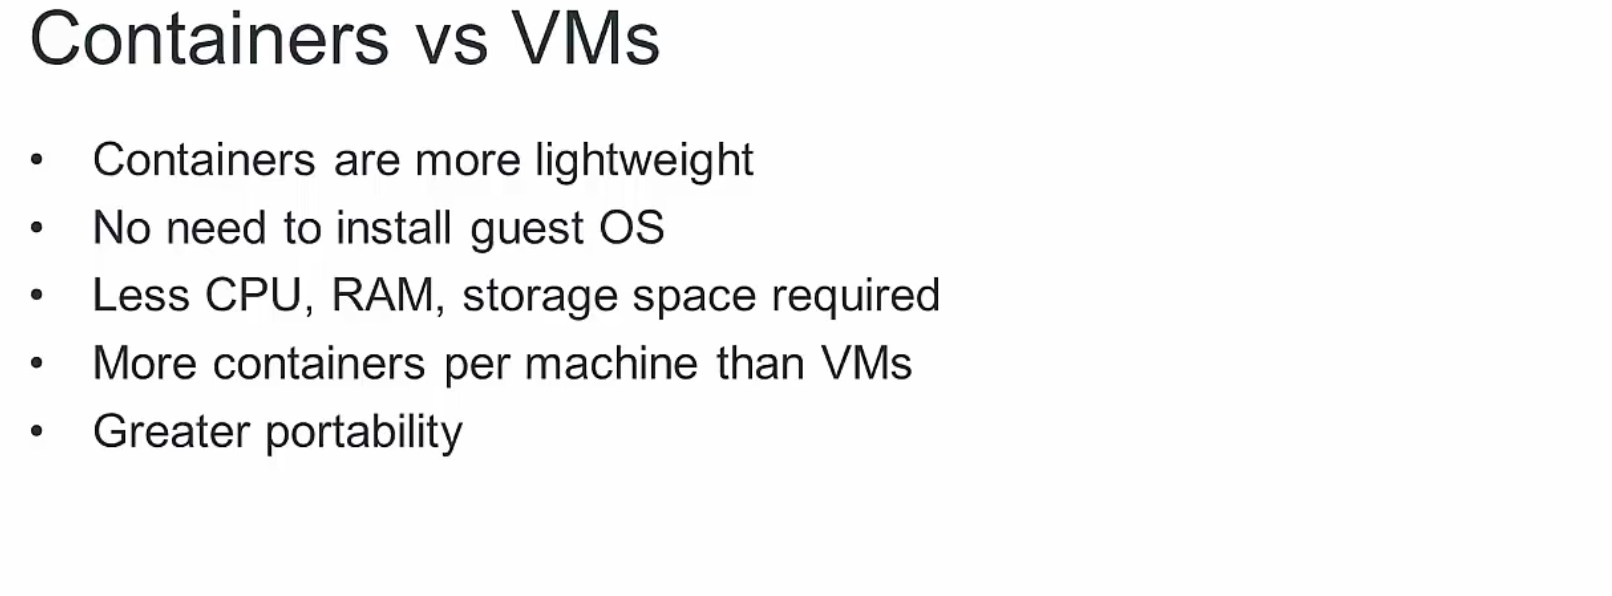 Containers vs VMs
• Containers are more lightweight
• No need to install guest OS
• Less CPU, RAM, storage space required
• More containers per machine than VMs
• Greater portability